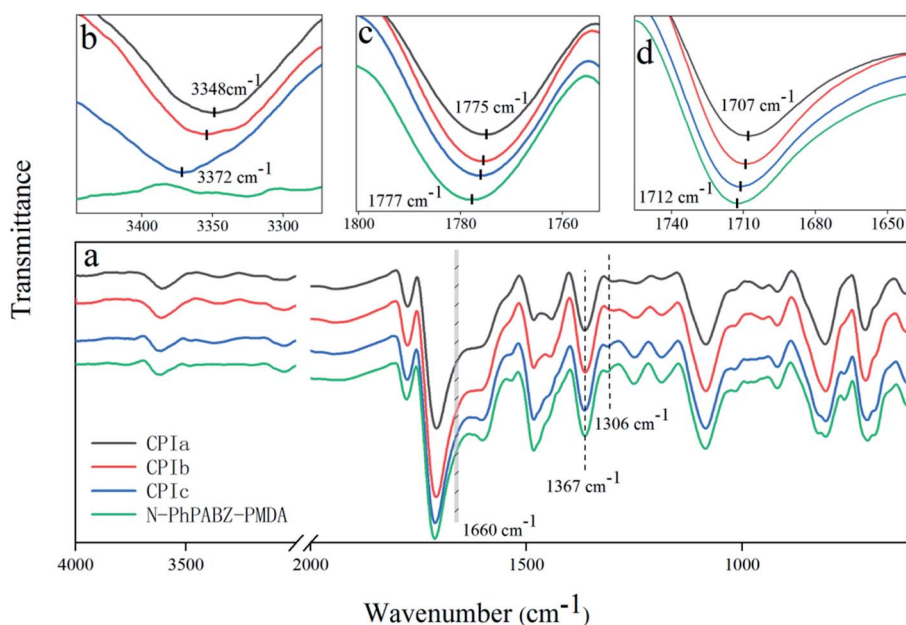 b
3348cm-1
3372 cm-1
3400
3300
c
1775 cm-1
1777 cm-1
1800
1780
1760
d
1707 cm-1
1712 cm-1
1740
1710
1680
1650
Transmittance
a
CPIa
CPIb
CPIc
N-PhPABZ-PMDA
1306 cm-1
1367 cm-1
1660 cm-1
4000
3500
2000
1500
1000
Wavenumber (cm-1)